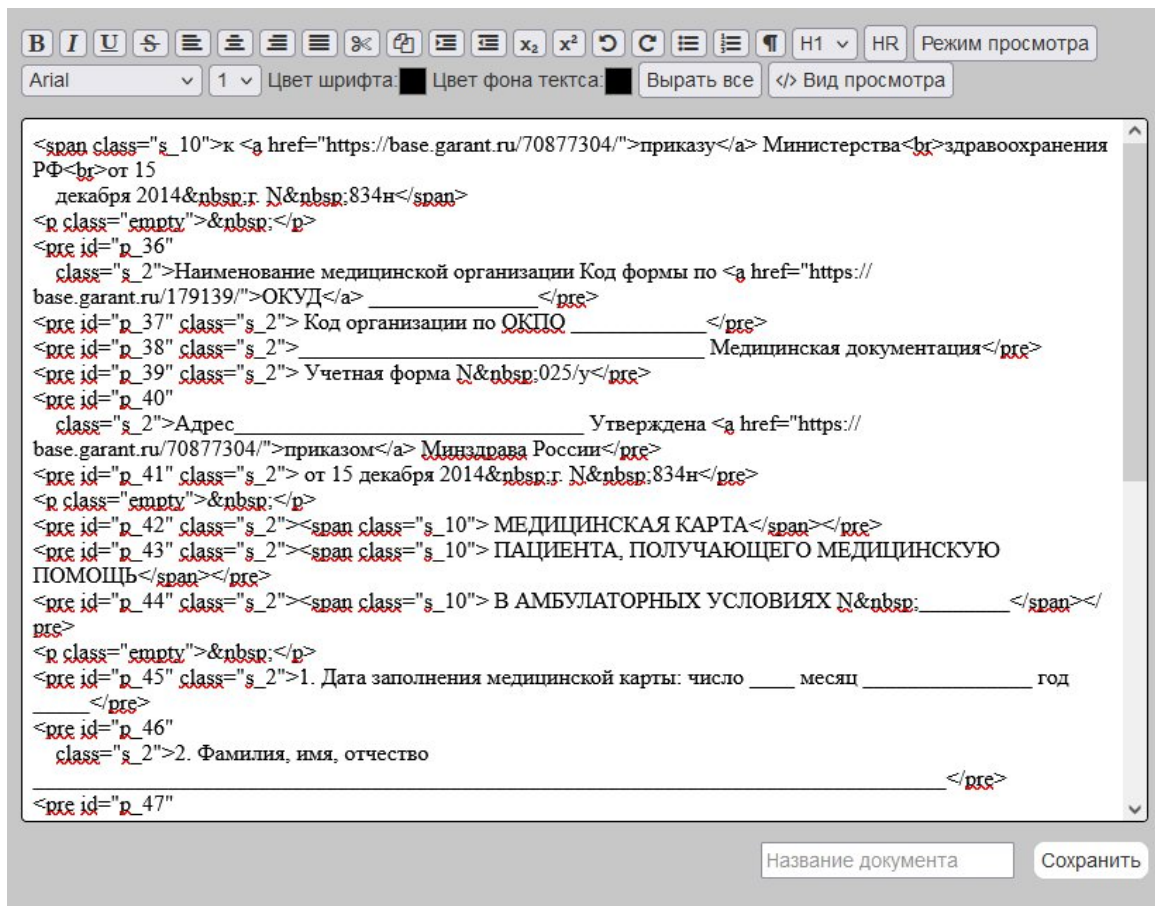 B I U S x₂ x² ¶ H1 HR Режим просмотра
Arial 1 Цвет шрифта: Цвет фона тектса: Вырать все </> Вид просмотра
<span class="s_10">к <a href="https://base.garant.ru/70877304/">приказу</a> Министерства<br>здравоохранения
РФ<br>от 15
декабря 2014&nbsp;г. N&nbsp;834н</span>
<p class="empty">&nbsp;</p>
<pre id="p_36"
class="s_2">Наименование медицинской организации Код формы по <a href="https://
base.garant.ru/179139/">ОКУД</a> _______________</pre>
<pre id="p_37" class="s_2"> Код организации по ОКПО ____________</pre>
<pre id="p_38" class="s_2">____________________________________ Медицинская документация</pre>
<pre id="p_39" class="s_2"> Учетная форма N&nbsp;025/у</pre>
<pre id="p_40"
class="s_2">Адрес_______________________________ Утверждена <a href="https://
base.garant.ru/70877304/">приказом</a> Минздрава России</pre>
<pre id="p_41" class="s_2"> от 15 декабря 2014&nbsp;г. N&nbsp;834н</pre>
<p class="empty">&nbsp;</p>
<pre id="p_42" class="s_2"><span class="s_10"> МЕДИЦИНСКАЯ КАРТА</span></pre>
<pre id="p_43" class="s_2"><span class="s_10"> ПАЦИЕНТА, ПОЛУЧАЮЩЕГО МЕДИЦИНСКУЮ
ПОМОЩЬ</span></pre>
<pre id="p_44" class="s_2"><span class="s_10"> В АМБУЛАТОРНЫХ УСЛОВИЯХ N&nbsp;________</span></
pre>
<p class="empty">&nbsp;</p>
<pre id="p_45" class="s_2">1. Дата заполнения медицинской карты: число ____ месяц _______________ год
_____</pre>
<pre id="p_46"
class="s_2">2. Фамилия, имя, отчество
_________________________________________________________________________________</pre>
<pre id="p_47"
Название документа Сохранить